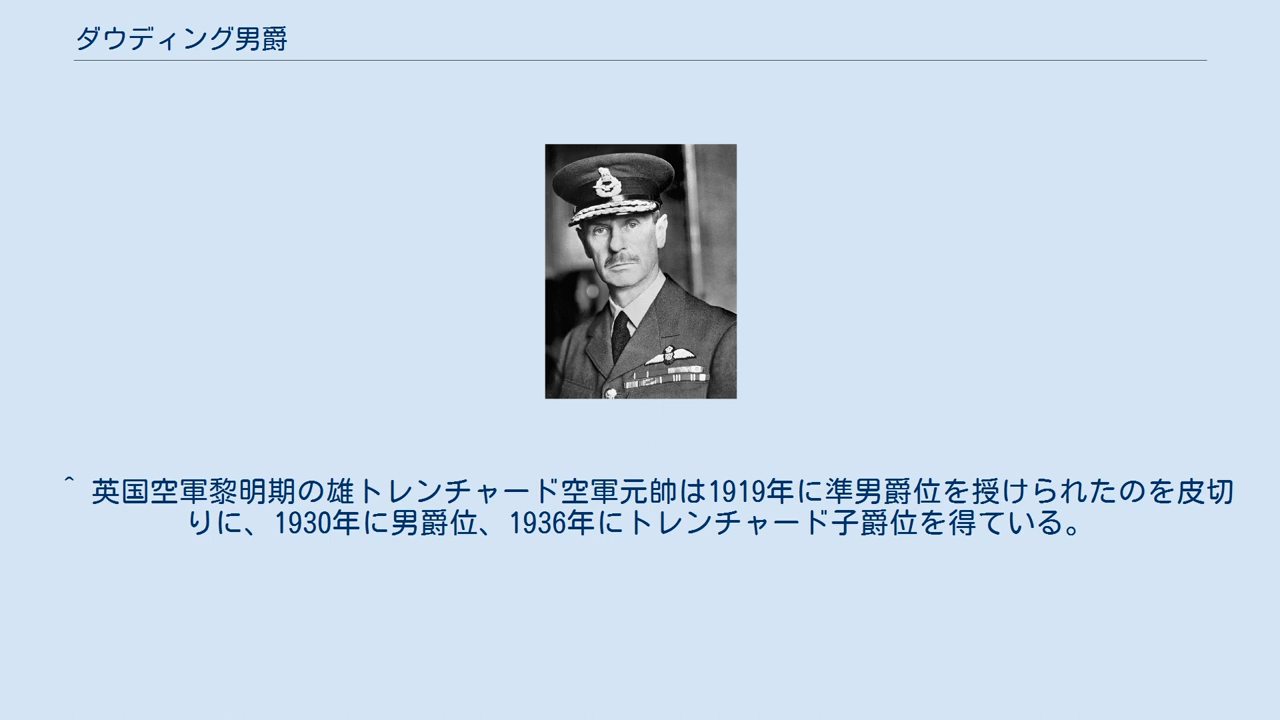 ダウディング男爵
^ 英国空軍黎明期の雄トレンチャード空軍元帥は1919年に準男爵位を授けられたのを皮切
りに、1930年に男爵位、1936年にトレンチャード子爵位を得ている。